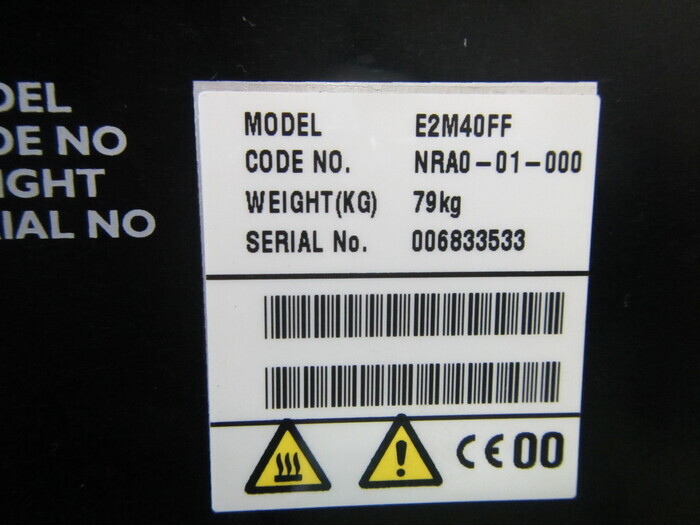 MODEL E2M40FF
CODE NO. NRA0-01-000
WEIGHT(KG) 79kg
SERIAL No. 006833533
CE 00
DEL
DE NO
IGHT
IAL NO